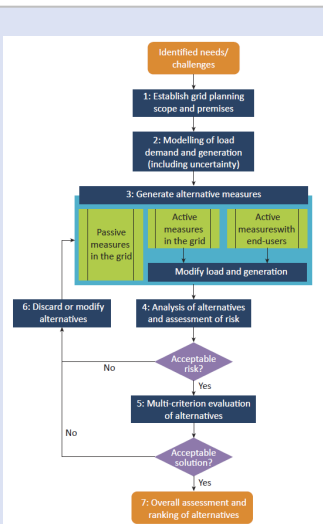 Identified needs/
challenges
1: Establish grid planning
scope and premises
2: Modelling of load
demand and generation
(including uncertainty)
3: Generate alternative measures
Passive
measures
in the grid
Active
measures
in the grid
Active
measureswith
end-users
Modify load and generation
6: Discard or modify
alternatives
4: Analysis of alternatives
and assessment of risk
Acceptable
risk?
No
Yes
5: Multi-criterion evaluation
of alternatives
No
Acceptable
solution?
Yes
7: Overall assessment and
ranking of alternatives